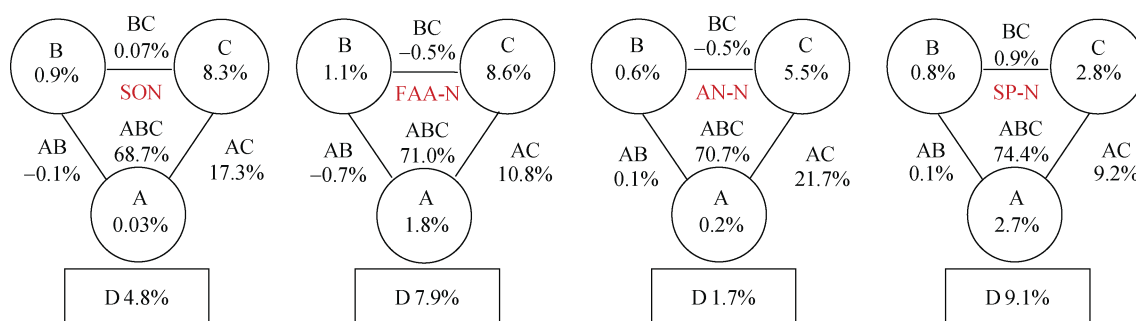 BC
0.07%
B
0.9%
C
8.3%
SON
ABC
68.7%
AB
−0.1%
AC
17.3%
A
0.03%
D 4.8%
BC
−0.5%
B
1.1%
C
8.6%
FAA-N
ABC
71.0%
AB
−0.7%
AC
10.8%
A
1.8%
D 7.9%
BC
−0.5%
B
0.6%
C
5.5%
AN-N
ABC
70.7%
AB
0.1%
AC
21.7%
A
0.2%
D 1.7%
BC
0.9%
B
0.8%
C
2.8%
SP-N
ABC
74.4%
AB
0.1%
AC
9.2%
A
2.7%
D 9.1%